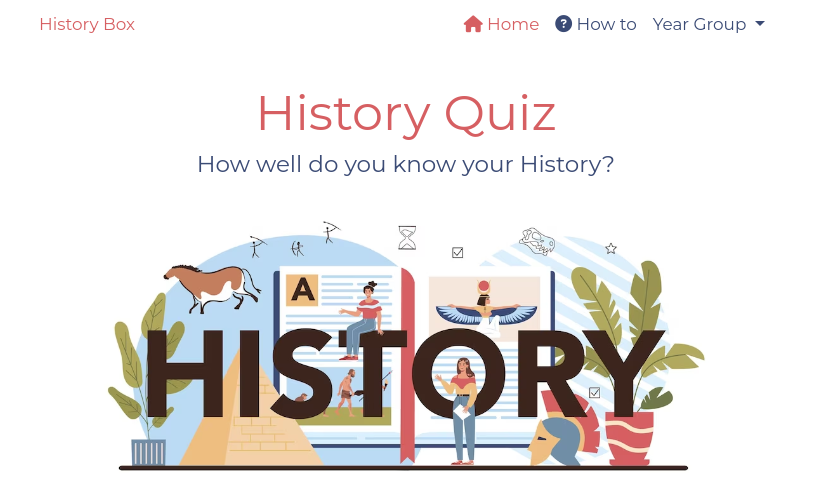 History Box
Home
How to
Year Group
History Quiz
How well do you know your History?
A
HISTORY